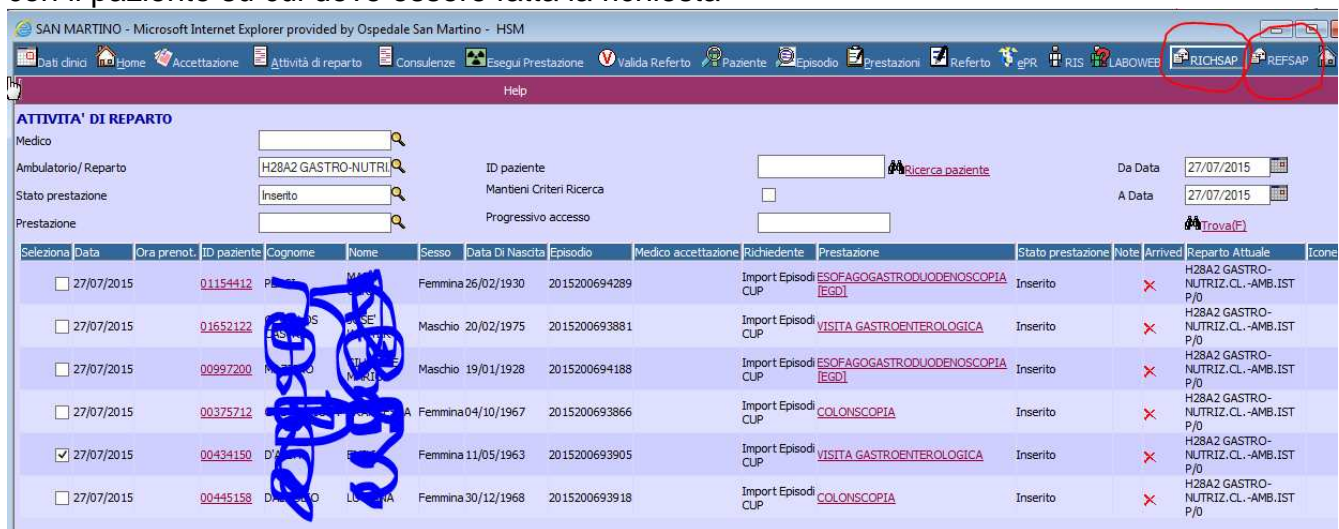 con il paziente su cui deve essere fatta la richiesta
SAN MARTINO - Microsoft Internet Explorer provided by Ospedale San Martino - HSM
Dati clinici Home Accettazione Attività di reparto Consulenze Esegui Prestazione Valida Referto Paziente Episodio Prestazioni Referto ePR RIS LABOWEB RICHSAP REFSAP
Help
ATTIVITA' DI REPARTO
Medico
Ambulatorio/ Reparto H28A2 GASTRO-NUTRI. ID paziente Ricerca paziente Da Data 27/07/2015
Stato prestazione Inserito Mantieni Criteri Ricerca A Data 27/07/2015
Prestazione Progressivo accesso Trova(F)
Seleziona Data Ora prenot. ID paziente Cognome Nome Sesso Data Di Nascita Episodio Medico accettazione Richiedente Prestazione Stato prestazione Note Arrived Reparto Attuale Icone
27/07/2015 01154412 Femmina 26/02/1930 2015200694289 Import Episodi CUP ESOFAGOGASTRODUODENOSCOPIA [EGD] Inserito H28A2 GASTRO-NUTRIZ.CL.-AMB.IST P/0
27/07/2015 01652122 Maschio 20/02/1975 2015200693881 Import Episodi CUP VISITA GASTROENTEROLOGICA Inserito H28A2 GASTRO-NUTRIZ.CL.-AMB.IST P/0
27/07/2015 00997200 Maschio 19/01/1928 2015200694188 Import Episodi CUP ESOFAGOGASTRODUODENOSCOPIA [EGD] Inserito H28A2 GASTRO-NUTRIZ.CL.-AMB.IST P/0
27/07/2015 00375712 Femmina 04/10/1967 2015200693866 Import Episodi CUP COLONSCOPIA Inserito H28A2 GASTRO-NUTRIZ.CL.-AMB.IST P/0
27/07/2015 00434150 Femmina 11/05/1963 2015200693905 Import Episodi CUP VISITA GASTROENTEROLOGICA Inserito H28A2 GASTRO-NUTRIZ.CL.-AMB.IST P/0
27/07/2015 00445158 Femmina 30/12/1968 2015200693918 Import Episodi CUP COLONSCOPIA Inserito H28A2 GASTRO-NUTRIZ.CL.-AMB.IST P/0